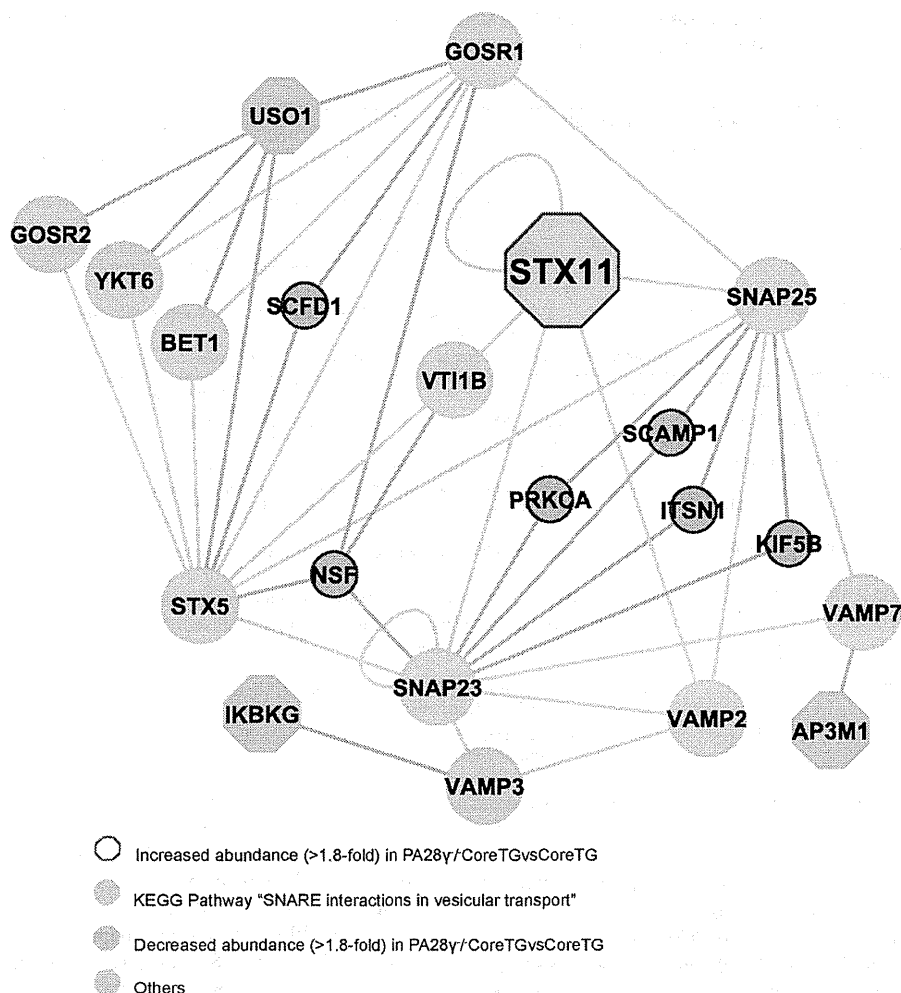 GOSR1
USO1
GOSR2
STX11
YKT6
SNAP25
SCFD1
BET1
VTI1B
SCAMP1
PRKCA
ITSN1
KIF5B
NSF
STX5
VAMP7
SNAP23
IKBKG
VAMP2
AP3M1
VAMP3
Increased abundance (>1.8-fold) in PA28γ-/-CoreTGvsCoreTG
KEGG Pathway "SNARE interactions in vesicular transport"
Decreased abundance (>1.8-fold) in PA28γ-/-CoreTGvsCoreTG
Others